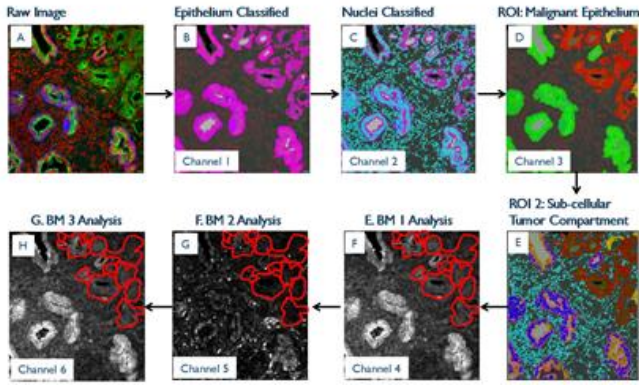 Raw Image
Epithelium Classified
Nuclei Classified
ROI: Malignant Epithelium
A
B
C
D
Channel 1
Channel 2
Channel 3
G. BM 3 Analysis
F. BM 2 Analysis
E. BM 1 Analysis
ROI 2: Sub-cellular
Tumor Compartment
H
G
F
E
Channel 6
Channel 5
Channel 4